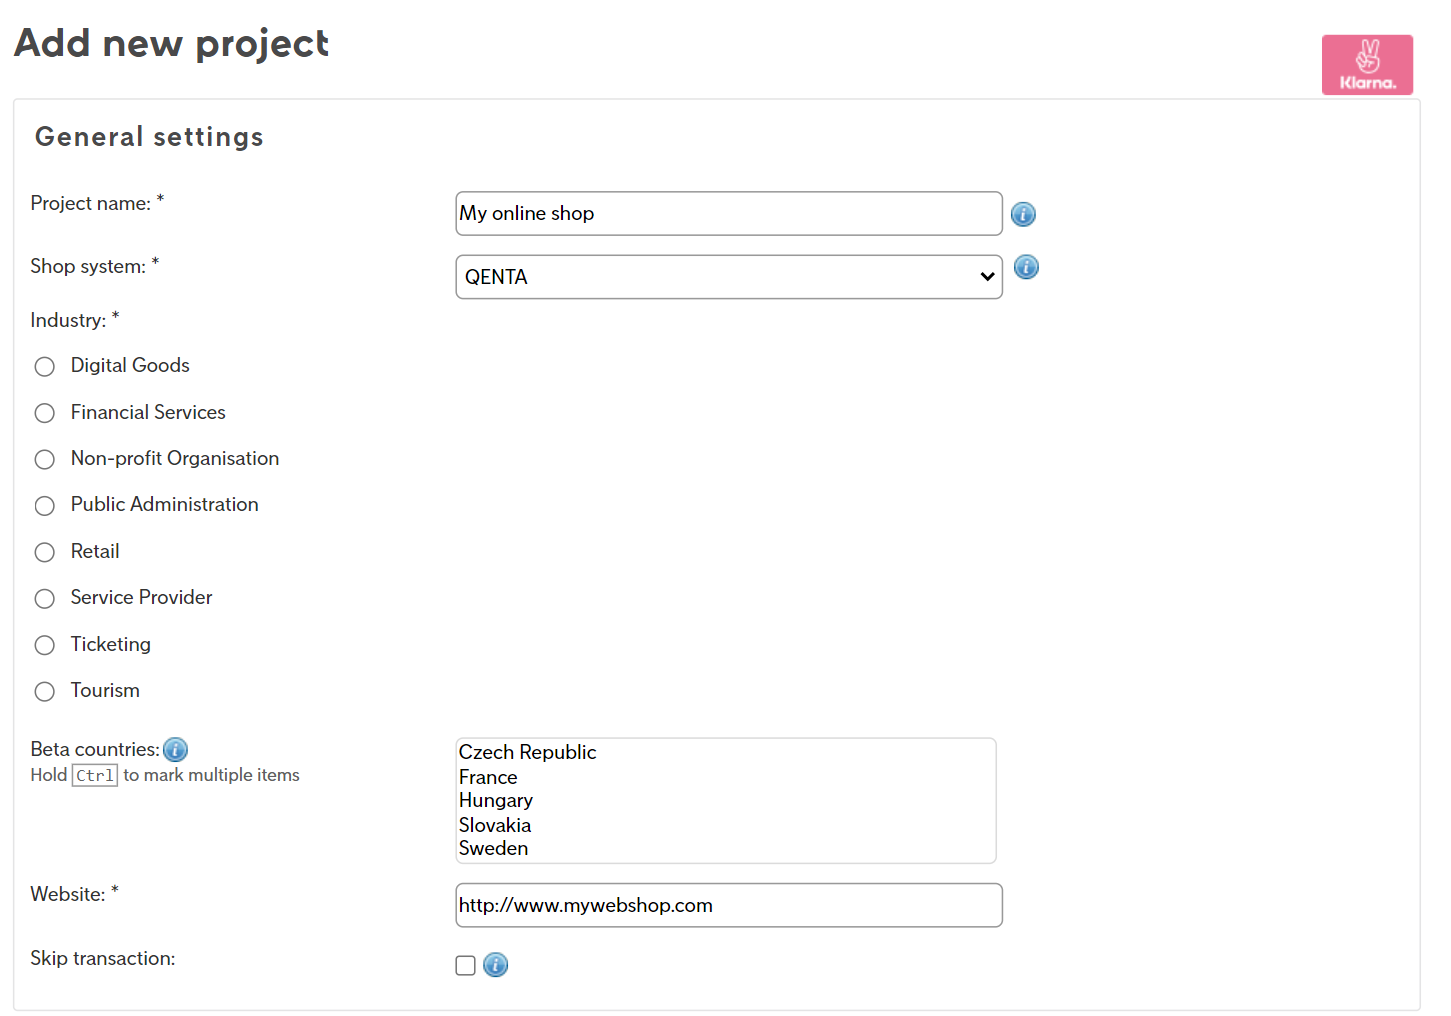 Add new project
Klarna.
General settings
Project name: *
My online shop
Shop system: *
QENTA
Industry: *
Digital Goods
Financial Services
Non-profit Organisation
Public Administration
Retail
Service Provider
Ticketing
Tourism
Beta countries:
Hold Ctrl to mark multiple items
Czech Republic
France
Hungary
Slovakia
Sweden
Website: *
http://www.mywebshop.com
Skip transaction: